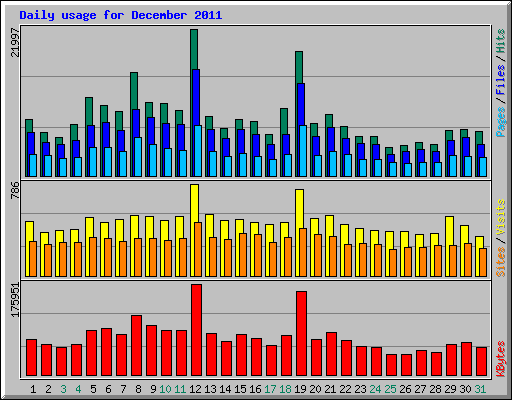 Daily usage for December 2011
21997
Pages / Files / Hits
786
Sites / Visits
175951
KBytes
1 2 3 4 5 6 7 8 9 10 11 12 13 14 15 16 17 18 19 20 21 22 23 24 25 26 27 28 29 30 31